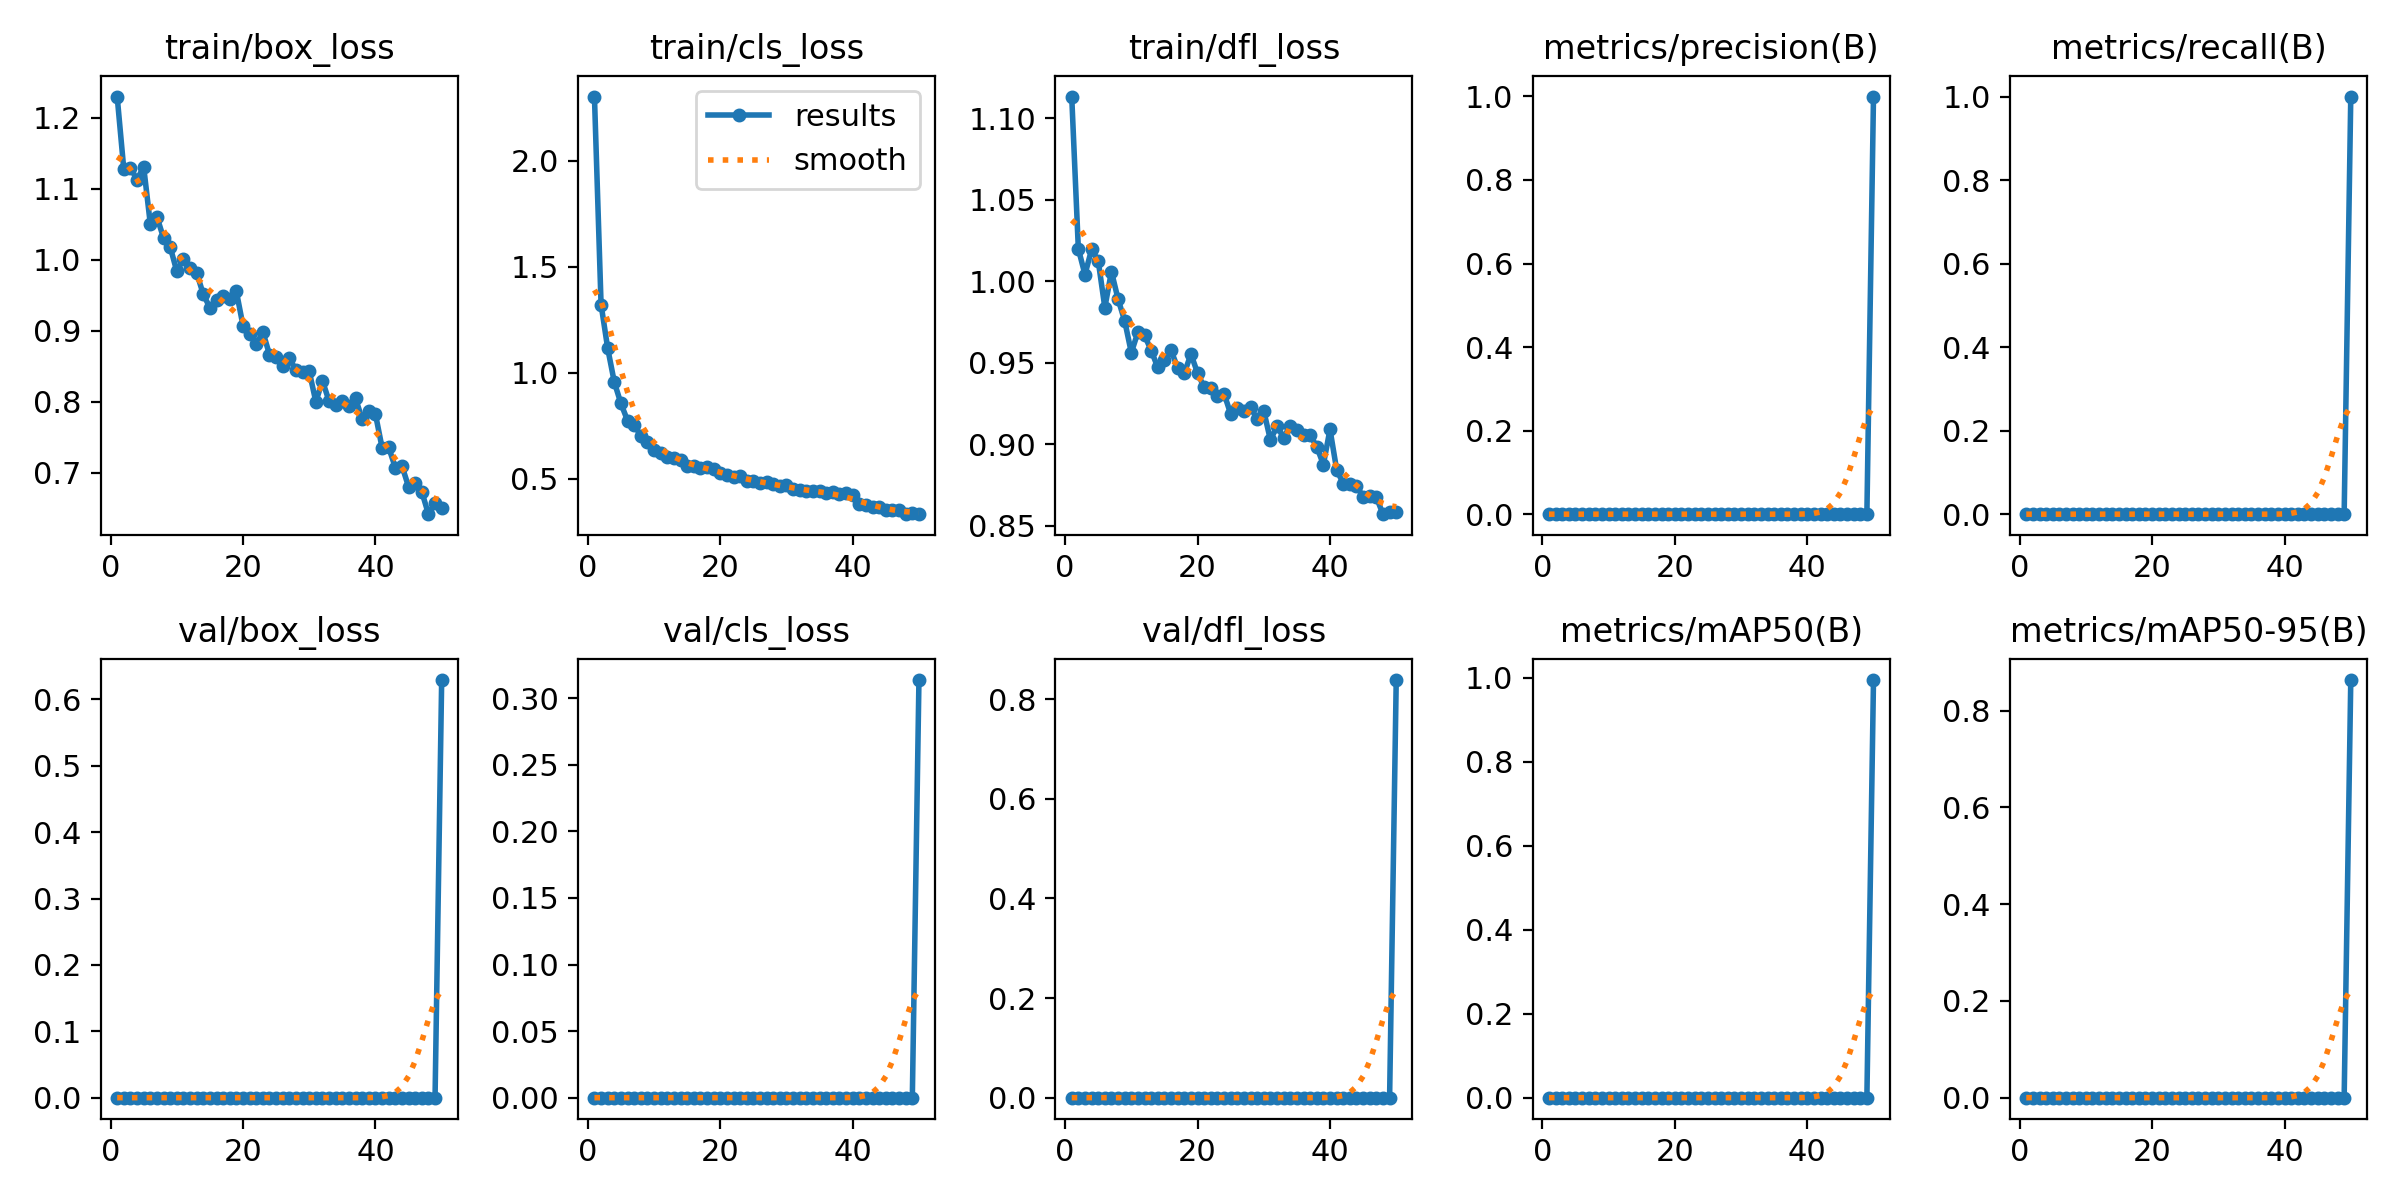 train/box_loss
1.2
1.1
1.0
0.9
0.8
0.7
0 20 40
train/cls_loss
results
smooth
2.0
1.5
1.0
0.5
0 20 40
train/dfl_loss
1.10
1.05
1.00
0.95
0.90
0.85
0 20 40
metrics/precision(B)
1.0
0.8
0.6
0.4
0.2
0.0
0 20 40
metrics/recall(B)
1.0
0.8
0.6
0.4
0.2
0.0
0 20 40
val/box_loss
0.6
0.5
0.4
0.3
0.2
0.1
0.0
0 20 40
val/cls_loss
0.30
0.25
0.20
0.15
0.10
0.05
0.00
0 20 40
val/dfl_loss
0.8
0.6
0.4
0.2
0.0
0 20 40
metrics/mAP50(B)
1.0
0.8
0.6
0.4
0.2
0.0
0 20 40
metrics/mAP50-95(B)
0.8
0.6
0.4
0.2
0.0
0 20 40